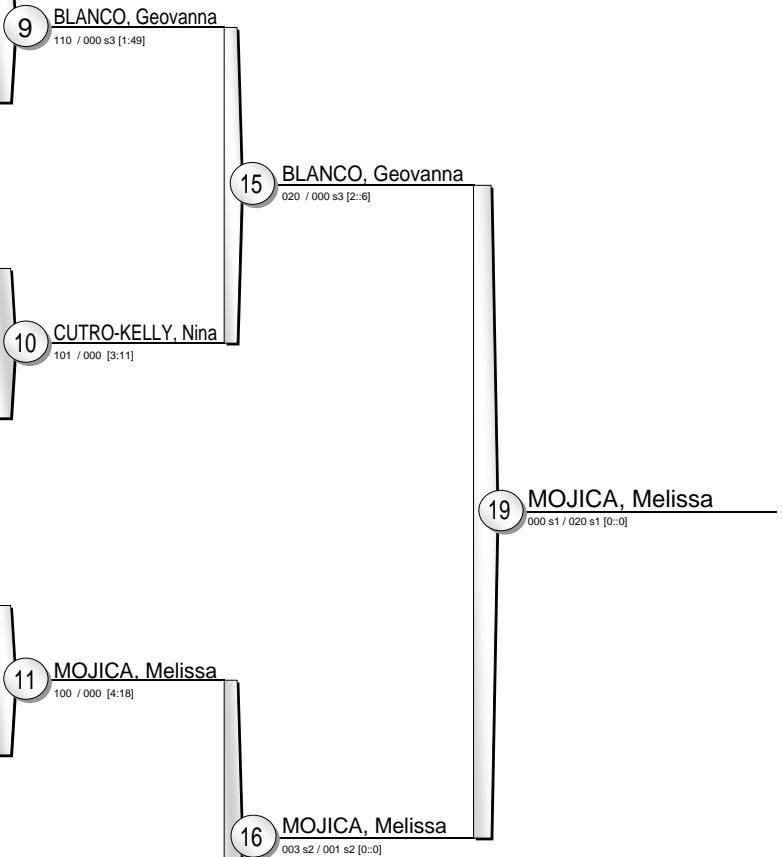 9 BLANCO, Geovanna
110 / 000 s3 [1:49]
15 BLANCO, Geovanna
020 / 000 s3 [2::6]
10 CUTRO-KELLY, Nina
101 / 000 [3:11]
19 MOJICA, Melissa
000 s1 / 020 s1 [0::0]
11 MOJICA, Melissa
100 / 000 [4:18]
16 MOJICA, Melissa
003 s2 / 001 s2 [0::0]